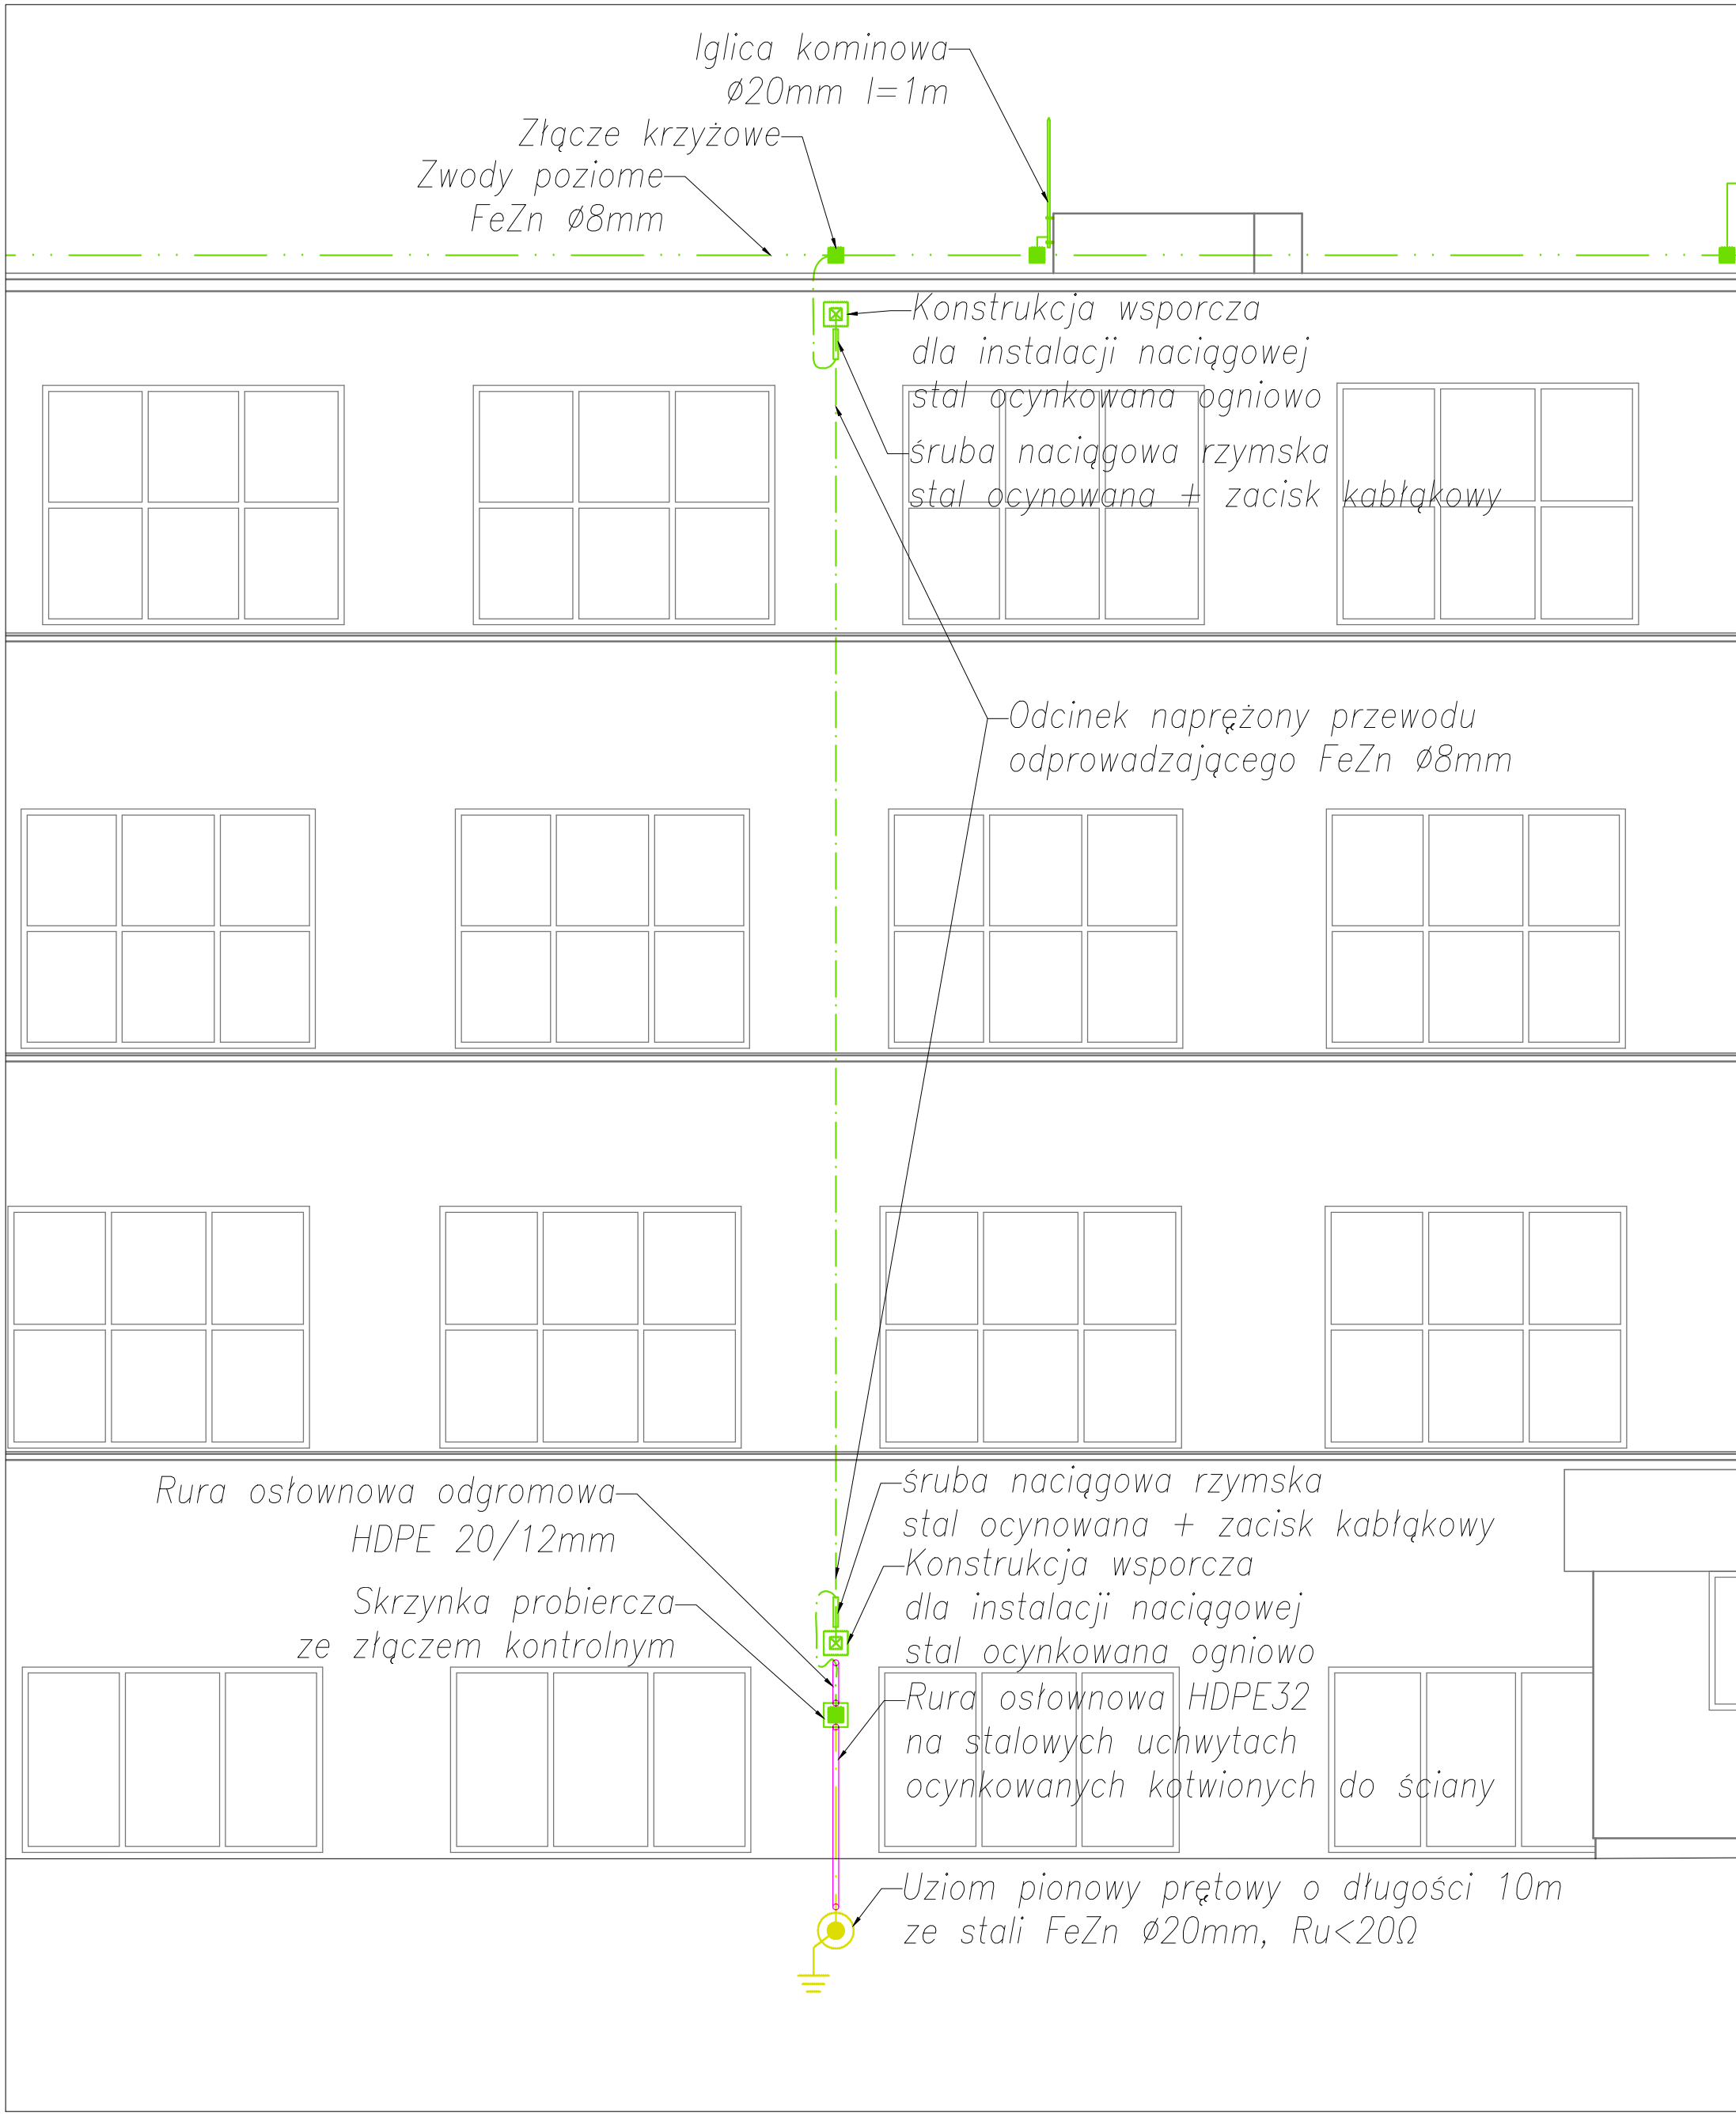 Iglica kominowa
Ø20mm l=1m
Złącze krzyżowe
Zwody poziome
FeZn Ø8mm
Konstrukcja wsporcza
dla instalacji naciągowej
stal ocynkowana ogniowo
śruba naciągowa rzymska
stal ocynowana + zacisk kabłąkowy
Odcinek naprężony przewodu
odprowadzającego FeZn Ø8mm
Rura osłownowa odgromowa
HDPE 20/12mm
Skrzynka probiercza
ze złączem kontrolnym
śruba naciągowa rzymska
stal ocynowana + zacisk kabłąkowy
Konstrukcja wsporcza
dla instalacji naciągowej
stal ocynkowana ogniowo
Rura osłownowa HDPE32
na stalowych uchwytach
ocynkowanych kotwionych do ściany
Uziom pionowy prętowy o długości 10m
ze stali FeZn Ø20mm, Ru<20Ω